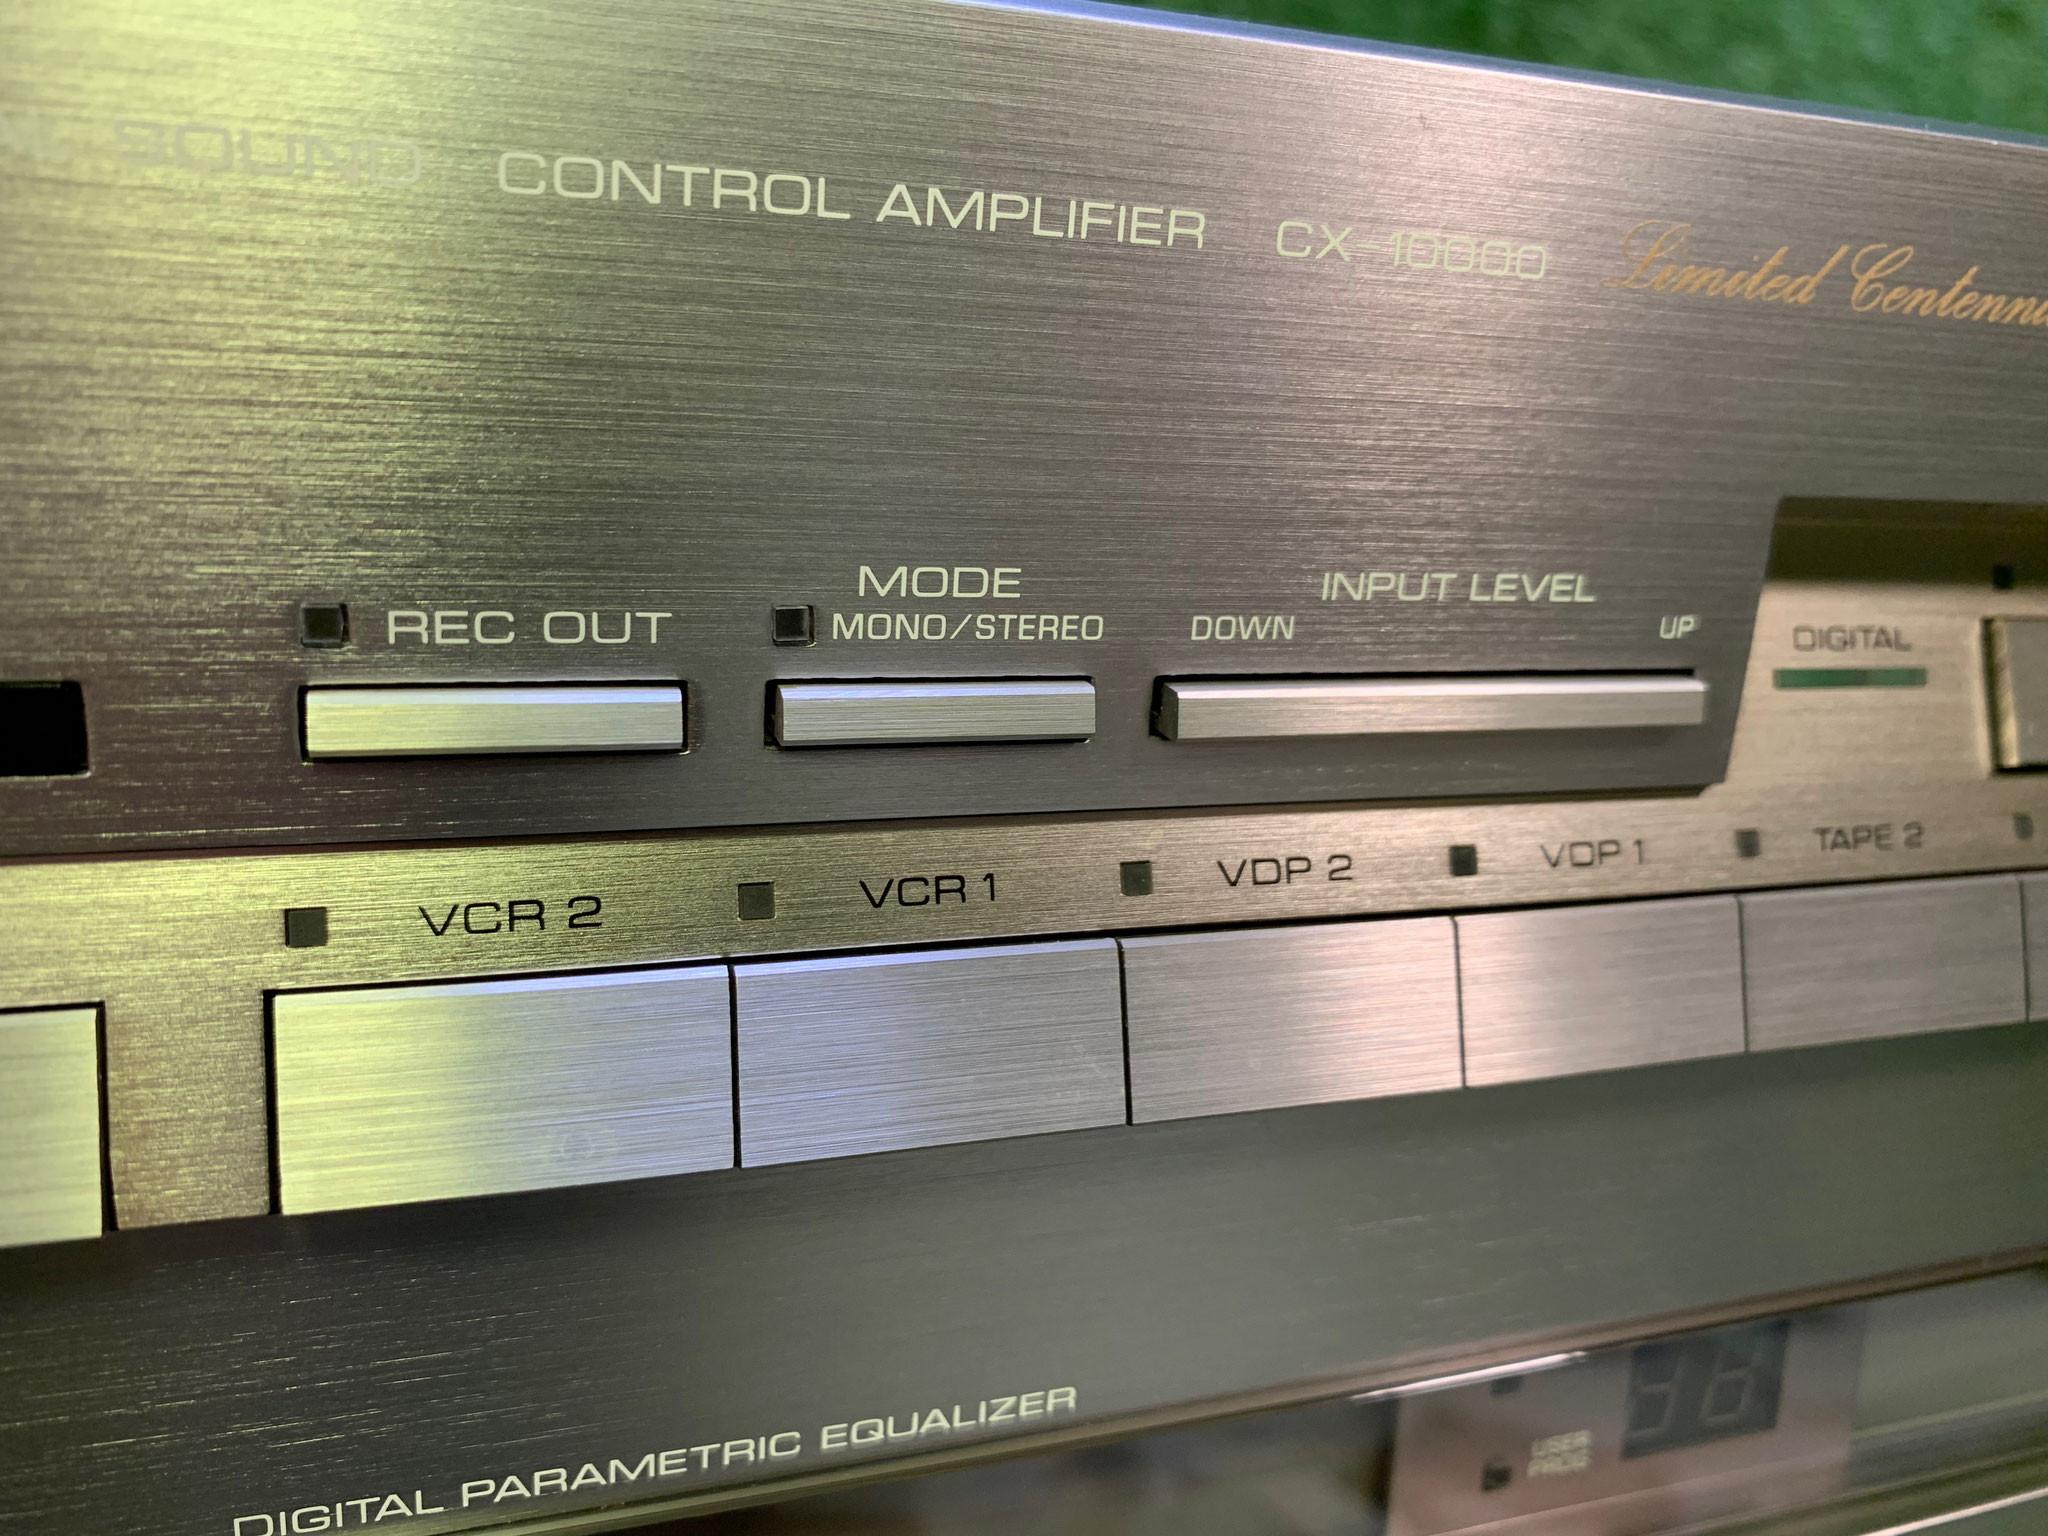 SOUND CONTROL AMPLIFIER CX-10000 Limited
REC OUT
MODE
MONO/STEREO
INPUT LEVEL
DOWN UP
DIGITAL
VCR 2 VCR 1 VDP 2 VDP 1 TAPE 2
DIGITAL PARAMETRIC EQUALIZER
USER
PROG